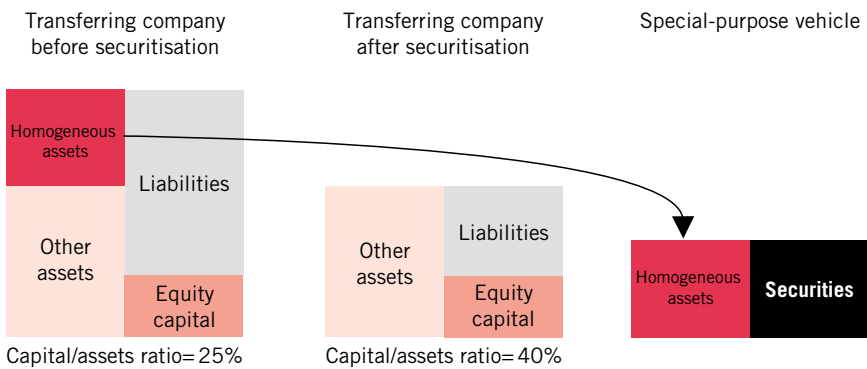 Transferring company
before securitisation
Transferring company
after securitisation
Special-purpose vehicle
Homogeneous
assets
Liabilities
Other
assets
Equity
capital
Capital/assets ratio= 25%
Other
assets
Liabilities
Equity
capital
Capital/assets ratio= 40%
Homogeneous
assets
Securities